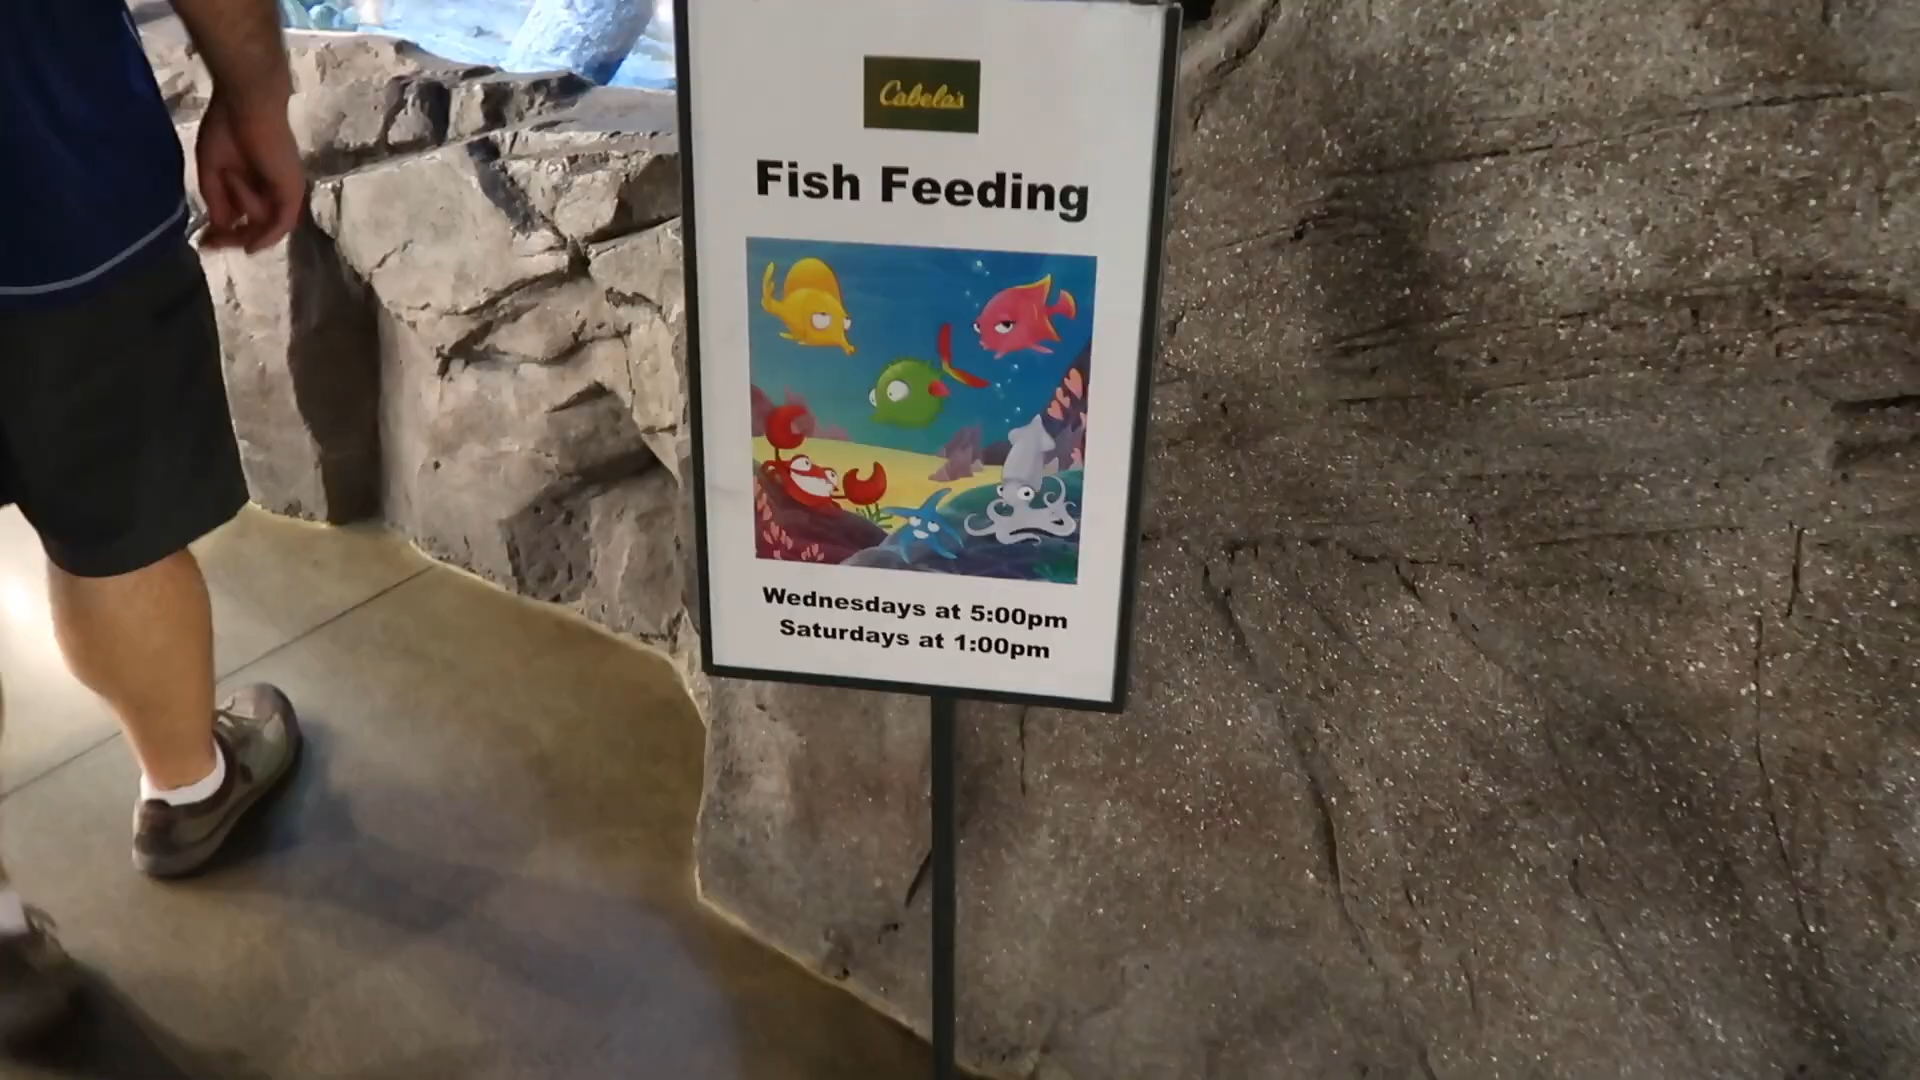 Cabela's
Fish Feeding
Wednesdays at 5:00pm
Saturdays at 1:00pm